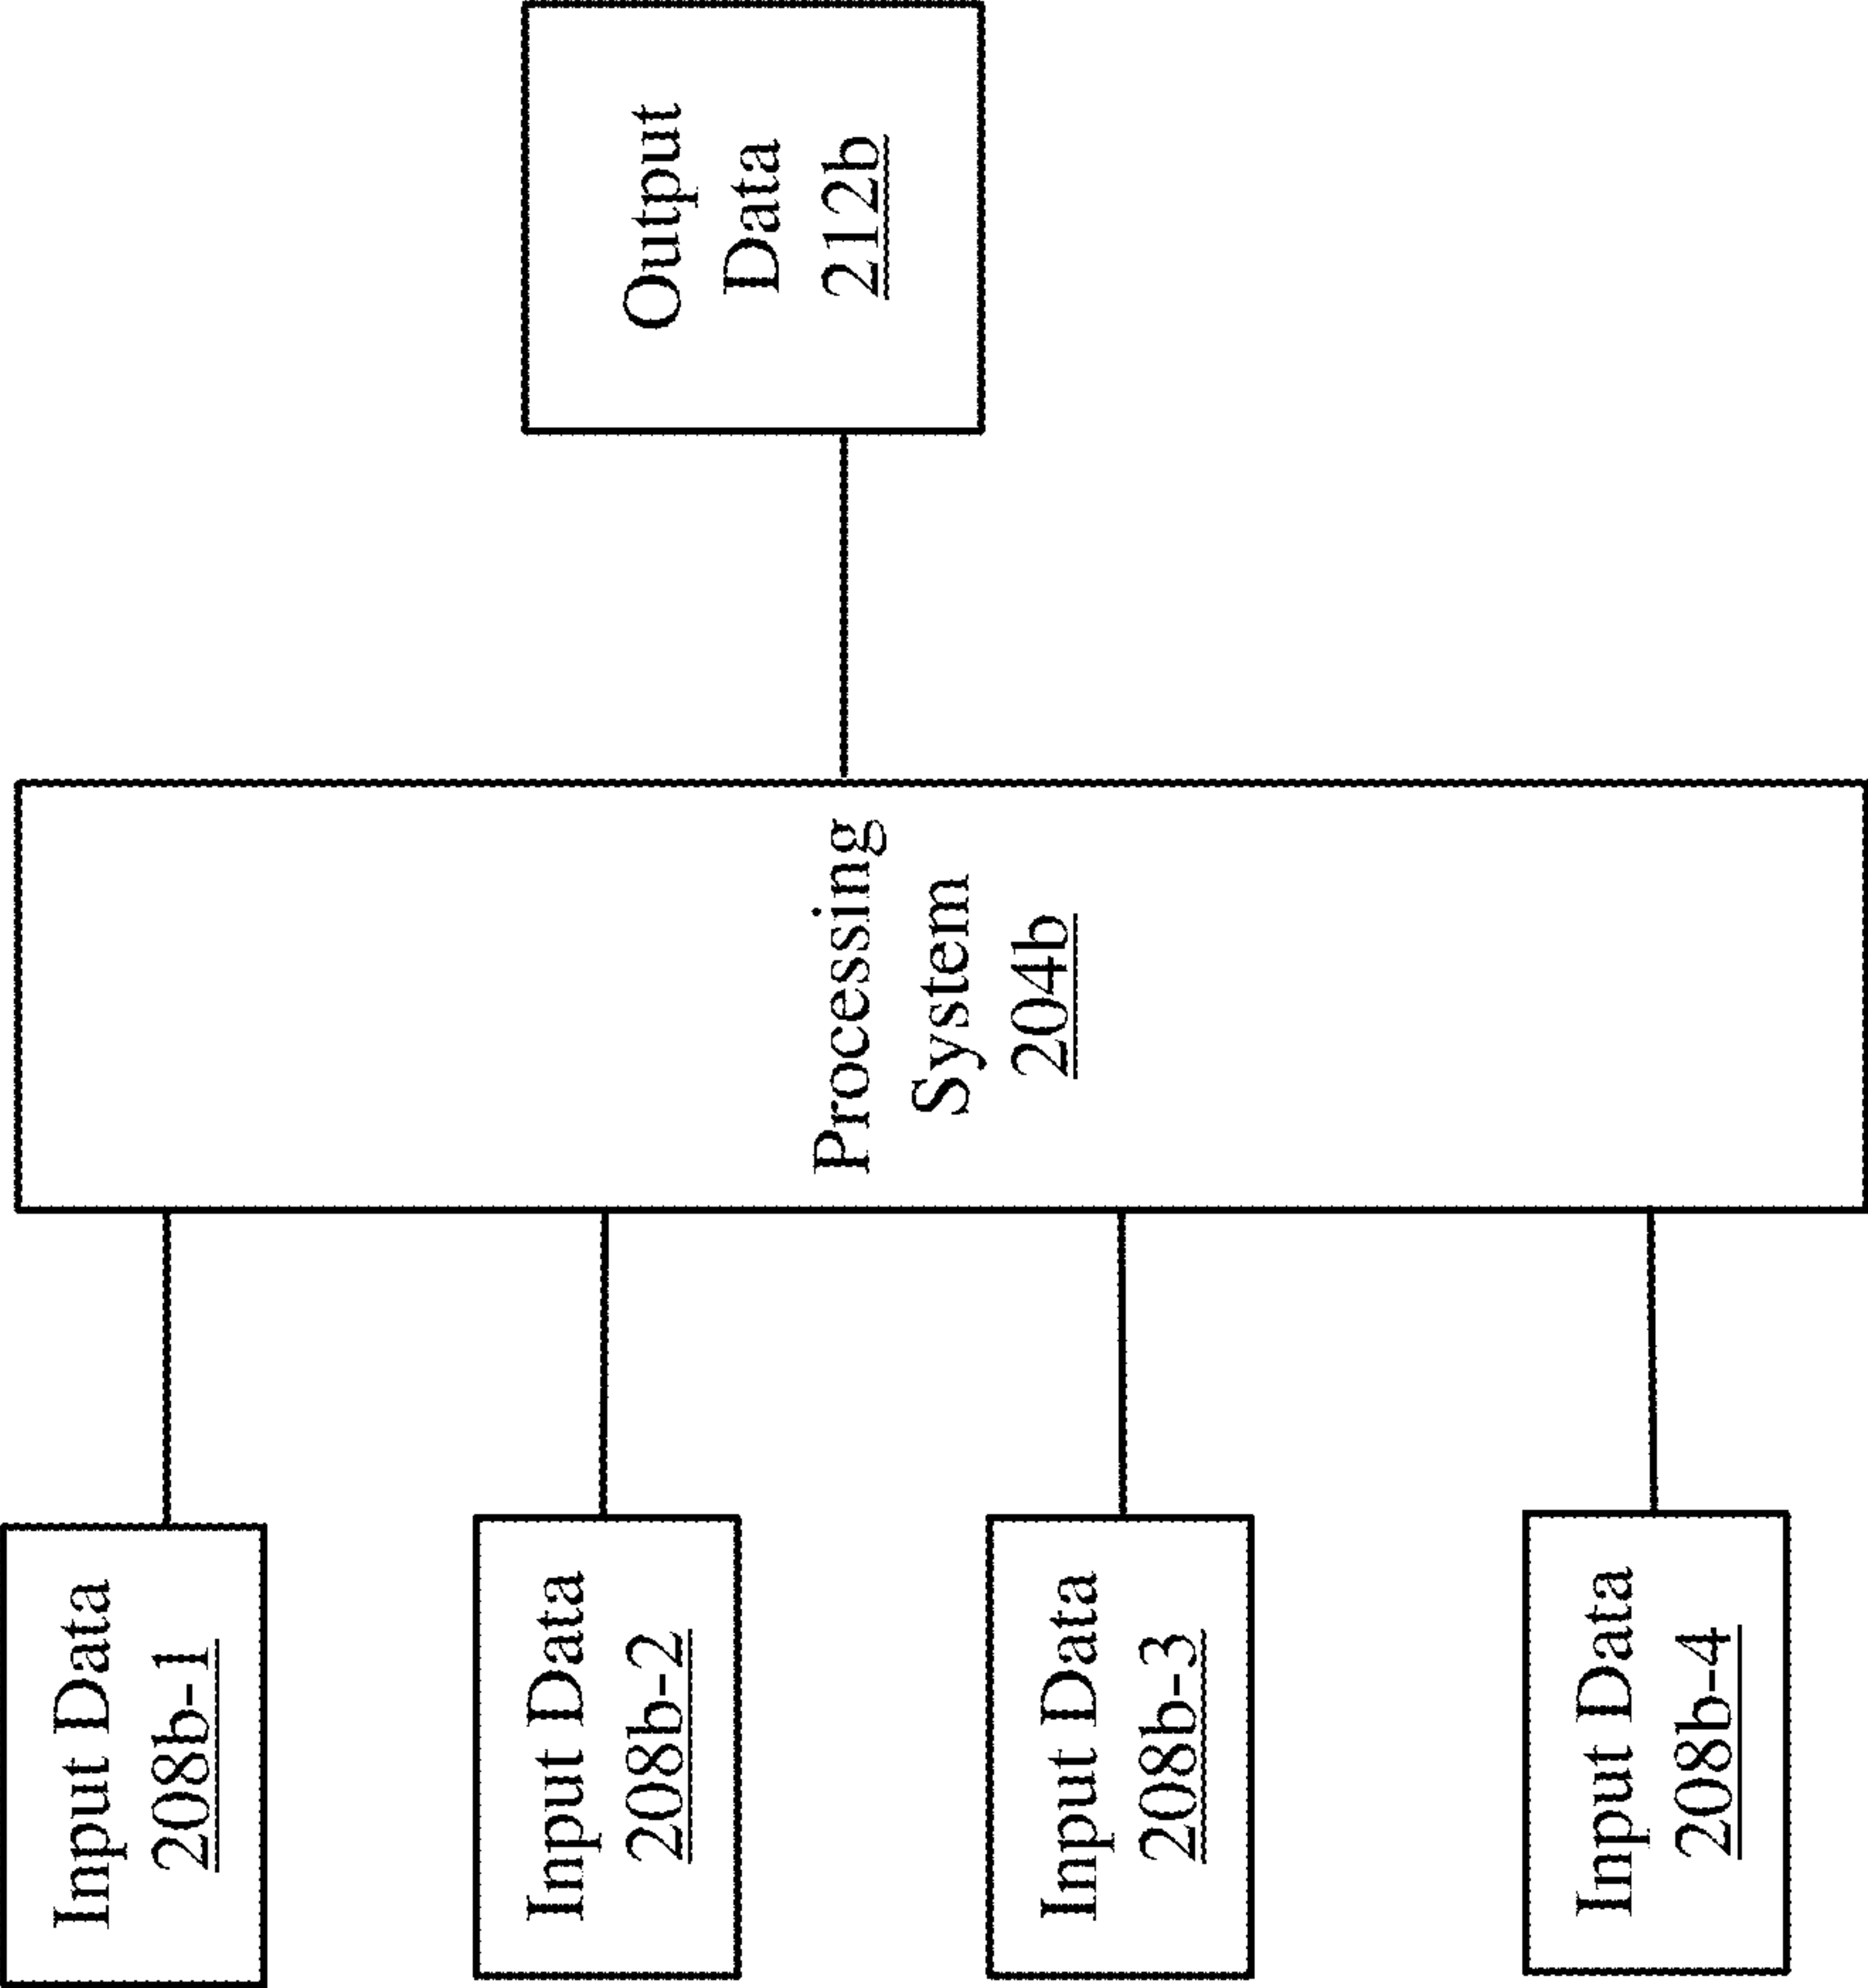 Input Data
208b-1
Input Data
208b-2
Input Data
208b-3
Input Data
208b-4
Processing
System
204b
Output
Data
212b